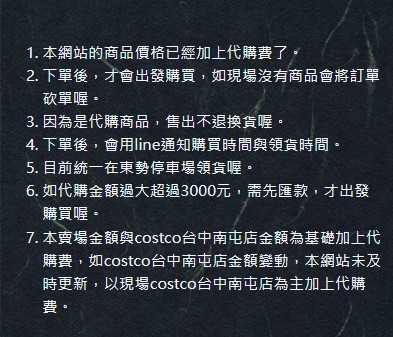 1. 本網站的商品價格已經加上代購費了。
2. 下單後，才會出發購買，如現場沒有商品會將訂單
砍單喔。
3. 因為是代購商品，售出不退換貨喔。
4. 下單後，會用line通知購買時間與領貨時間。
5. 目前統一在東勢停車場領貨喔。
6. 如代購金額過大超過3000元，需先匯款，才出發
購買喔。
7. 本賣場金額與costco台中南屯店金額為基礎加上代
購費，如costco台中南屯店金額變動，本網站未及
時更新，以現場costco台中南屯店為主加上代購
費。